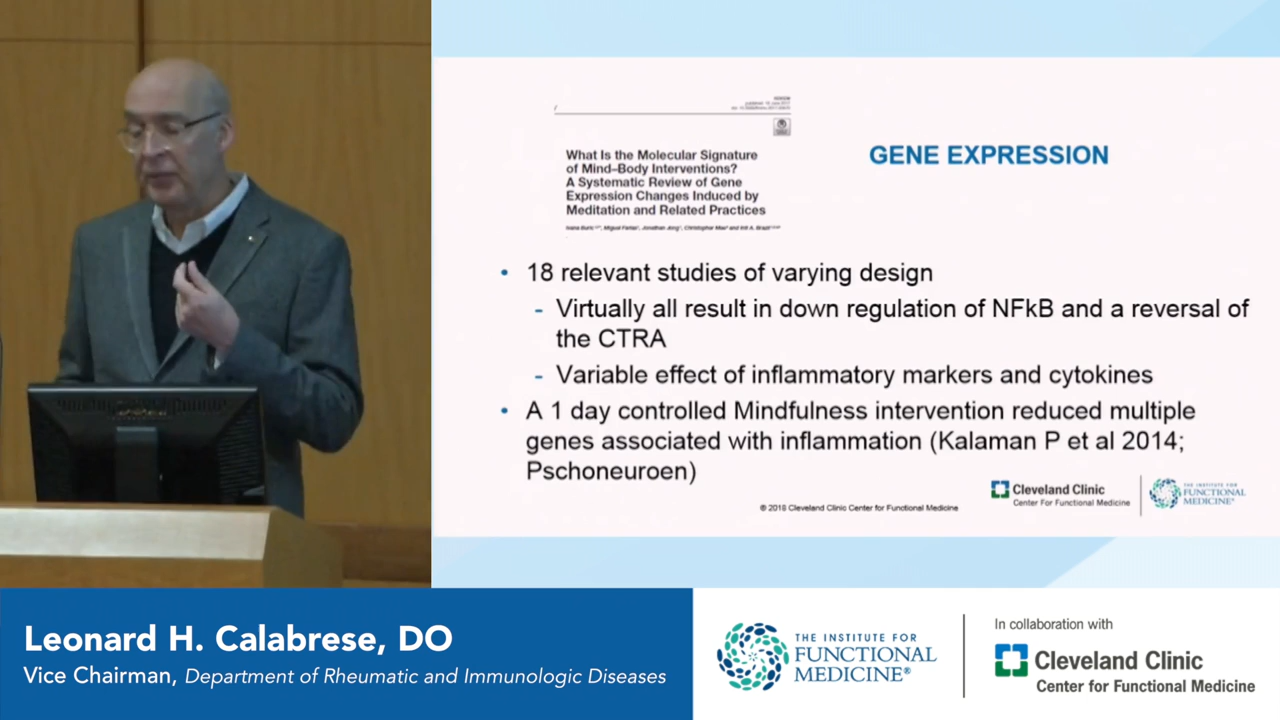 What Is the Molecular Signature
of Mind–Body Interventions?
A Systematic Review of Gene
Expression Changes Induced by
Meditation and Related Practices
GENE EXPRESSION
• 18 relevant studies of varying design
- Virtually all result in down regulation of NFkB and a reversal of
the CTRA
- Variable effect of inflammatory markers and cytokines
• A 1 day controlled Mindfulness intervention reduced multiple
genes associated with inflammation (Kalaman P et al 2014;
Pschoneuroen)
Cleveland Clinic
Center For Functional Medicine
THE INSTITUTE FOR
FUNCTIONAL
MEDICINE®
© 2018 Cleveland Clinic Center for Functional Medicine
Leonard H. Calabrese, DO
Vice Chairman, Department of Rheumatic and Immunologic Diseases
THE INSTITUTE FOR
FUNCTIONAL
MEDICINE®
In collaboration with
Cleveland Clinic
Center for Functional Medicine